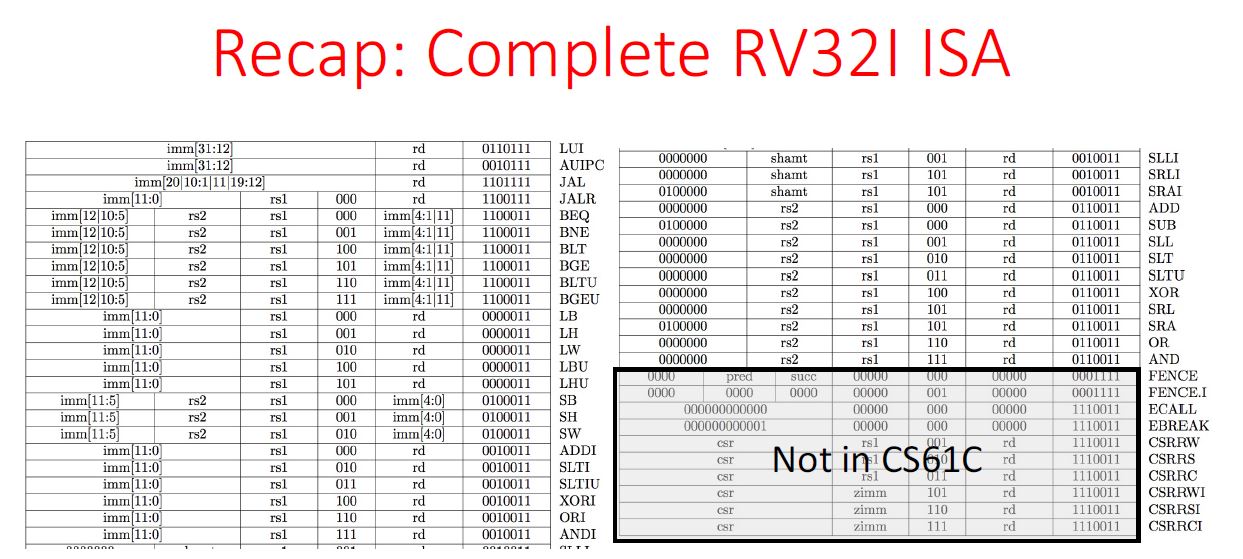 Recap: Complete RV32I ISA
imm[31:12] rd 0110111 LUI
imm[31:12] rd 0010111 AUIPC
imm[20|10:1|11|19:12] rd 1101111 JAL
imm[11:0] rs1 000 rd 1100111 JALR
imm[12|10:5] rs2 rs1 000 imm[4:1|11] 1100011 BEQ
imm[12|10:5] rs2 rs1 001 imm[4:1|11] 1100011 BNE
imm[12|10:5] rs2 rs1 100 imm[4:1|11] 1100011 BLT
imm[12|10:5] rs2 rs1 101 imm[4:1|11] 1100011 BGE
imm[12|10:5] rs2 rs1 110 imm[4:1|11] 1100011 BLTU
imm[12|10:5] rs2 rs1 111 imm[4:1|11] 1100011 BGEU
imm[11:0] rs1 000 rd 0000011 LB
imm[11:0] rs1 001 rd 0000011 LH
imm[11:0] rs1 010 rd 0000011 LW
imm[11:0] rs1 100 rd 0000011 LBU
imm[11:0] rs1 101 rd 0000011 LHU
imm[11:5] rs2 rs1 000 imm[4:0] 0100011 SB
imm[11:5] rs2 rs1 001 imm[4:0] 0100011 SH
imm[11:5] rs2 rs1 010 imm[4:0] 0100011 SW
imm[11:0] rs1 000 rd 0010011 ADDI
imm[11:0] rs1 010 rd 0010011 SLTI
imm[11:0] rs1 011 rd 0010011 SLTIU
imm[11:0] rs1 100 rd 0010011 XORI
imm[11:0] rs1 110 rd 0010011 ORI
imm[11:0] rs1 111 rd 0010011 ANDI
0000000 shamt rs1 001 rd 0010011 SLLI
0000000 shamt rs1 101 rd 0010011 SRLI
0100000 shamt rs1 101 rd 0010011 SRAI
0000000 rs2 rs1 000 rd 0110011 ADD
0100000 rs2 rs1 000 rd 0110011 SUB
0000000 rs2 rs1 001 rd 0110011 SLL
0000000 rs2 rs1 010 rd 0110011 SLT
0000000 rs2 rs1 011 rd 0110011 SLTU
0000000 rs2 rs1 100 rd 0110011 XOR
0000000 rs2 rs1 101 rd 0110011 SRL
0100000 rs2 rs1 101 rd 0110011 SRA
0000000 rs2 rs1 110 rd 0110011 OR
0000000 rs2 rs1 111 rd 0110011 AND
0000 pred succ 00000 000 00000 0001111 FENCE
0000 0000 0000 00000 001 00000 0001111 FENCE.I
000000000000 00000 000 00000 1110011 ECALL
000000000001 00000 000 00000 1110011 EBREAK
csr rs1 001 rd 1110011 CSRRW
csr rs1 010 rd 1110011 CSRRS
Not in CS61C
csr rs1 011 rd 1110011 CSRRC
csr zimm 101 rd 1110011 CSRRWI
csr zimm 110 rd 1110011 CSRRSI
csr zimm 111 rd 1110011 CSRRCI